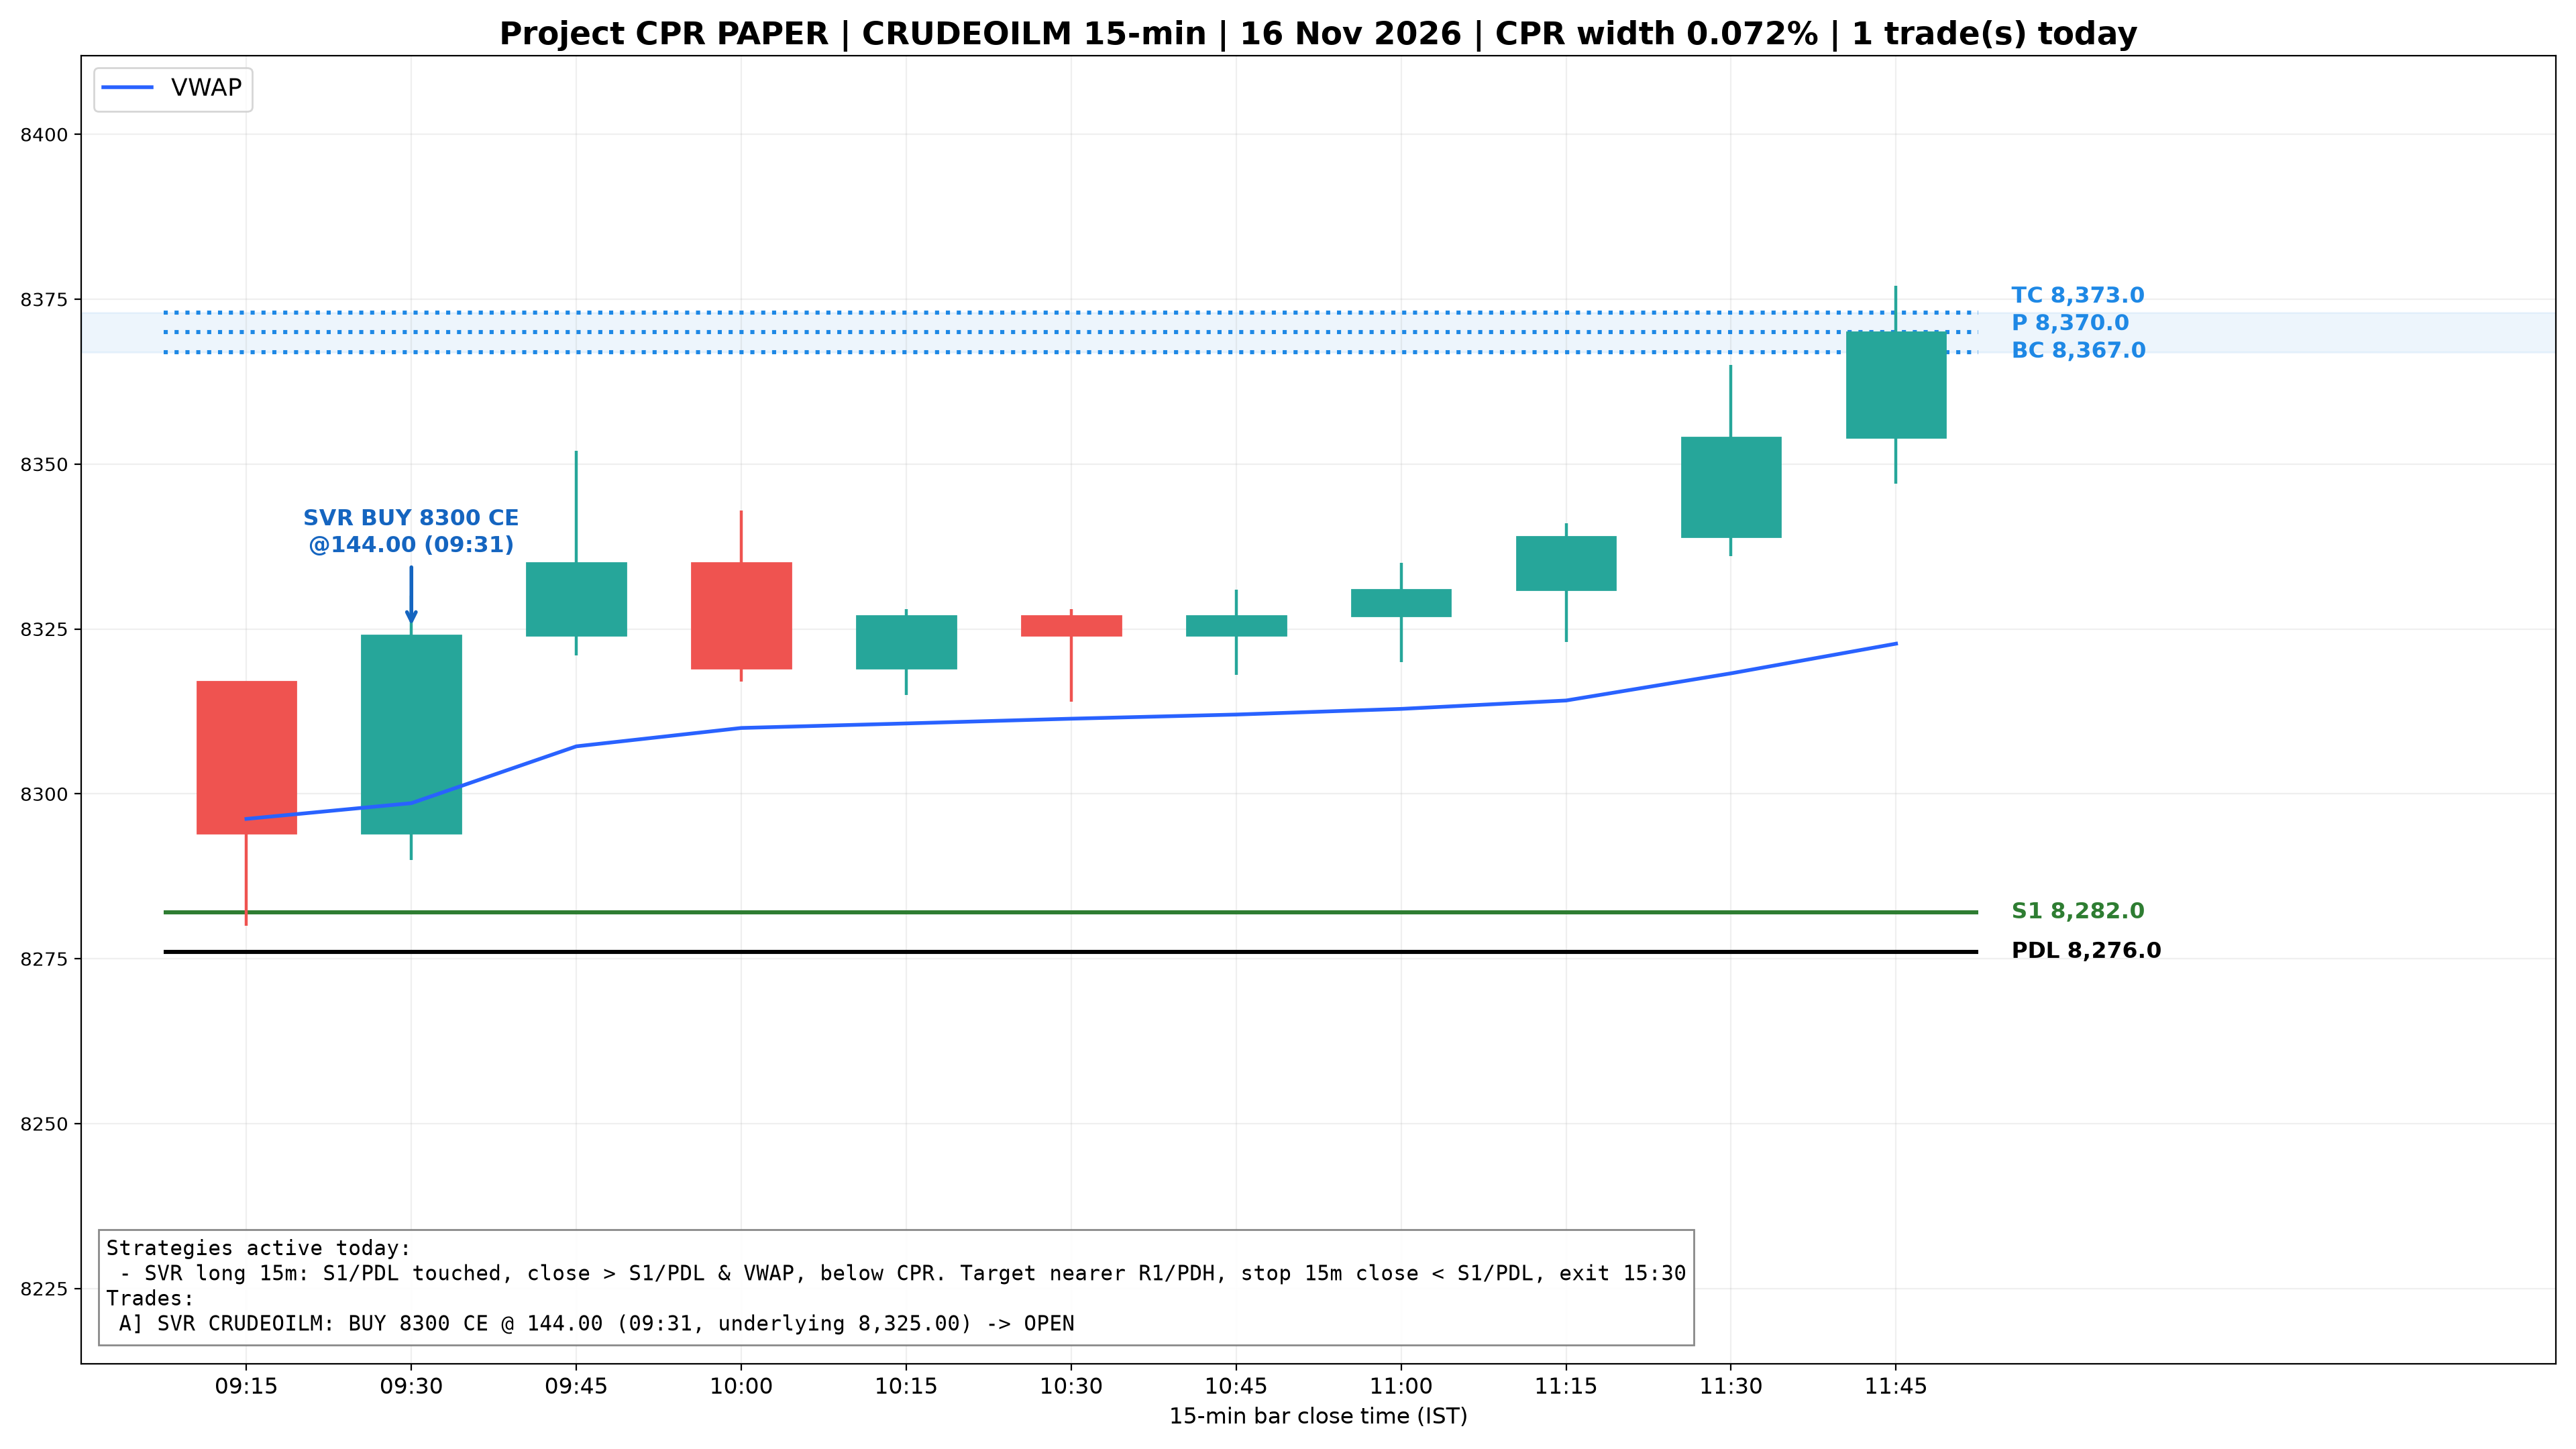 Project CPR PAPER | CRUDEOILM 15-min | 16 Nov 2026 | CPR width 0.072% | 1 trade(s) today
VWAP
8400
8375
8350
8325
8300
8275
8250
8225
SVR BUY 8300 CE
@144.00 (09:31)
TC 8,373.0
P 8,370.0
BC 8,367.0
S1 8,282.0
PDL 8,276.0
Strategies active today:
- SVR long 15m: S1/PDL touched, close > S1/PDL & VWAP, below CPR. Target nearer R1/PDH, stop 15m close < S1/PDL, exit 15:30
Trades:
A] SVR CRUDEOILM: BUY 8300 CE @ 144.00 (09:31, underlying 8,325.00) -> OPEN
09:15 09:30 09:45 10:00 10:15 10:30 10:45 11:00 11:15 11:30 11:45
15-min bar close time (IST)